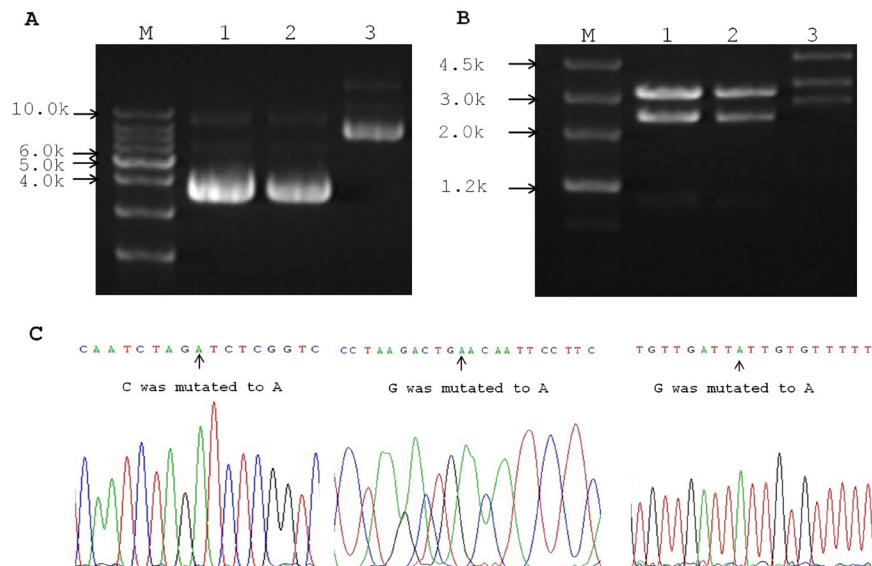 A
M 1 2 3
10.0k
6.0k
5.0k
4.0k
B
M 1 2 3
4.5k
3.0k
2.0k
1.2k
C
CAATCTAGATCTCGGTC
C was mutated to A
CCTAAGACTGAACAATTCCTTC
G was mutated to A
TGTTGATTATTGTGTTTTT
G was mutated to A